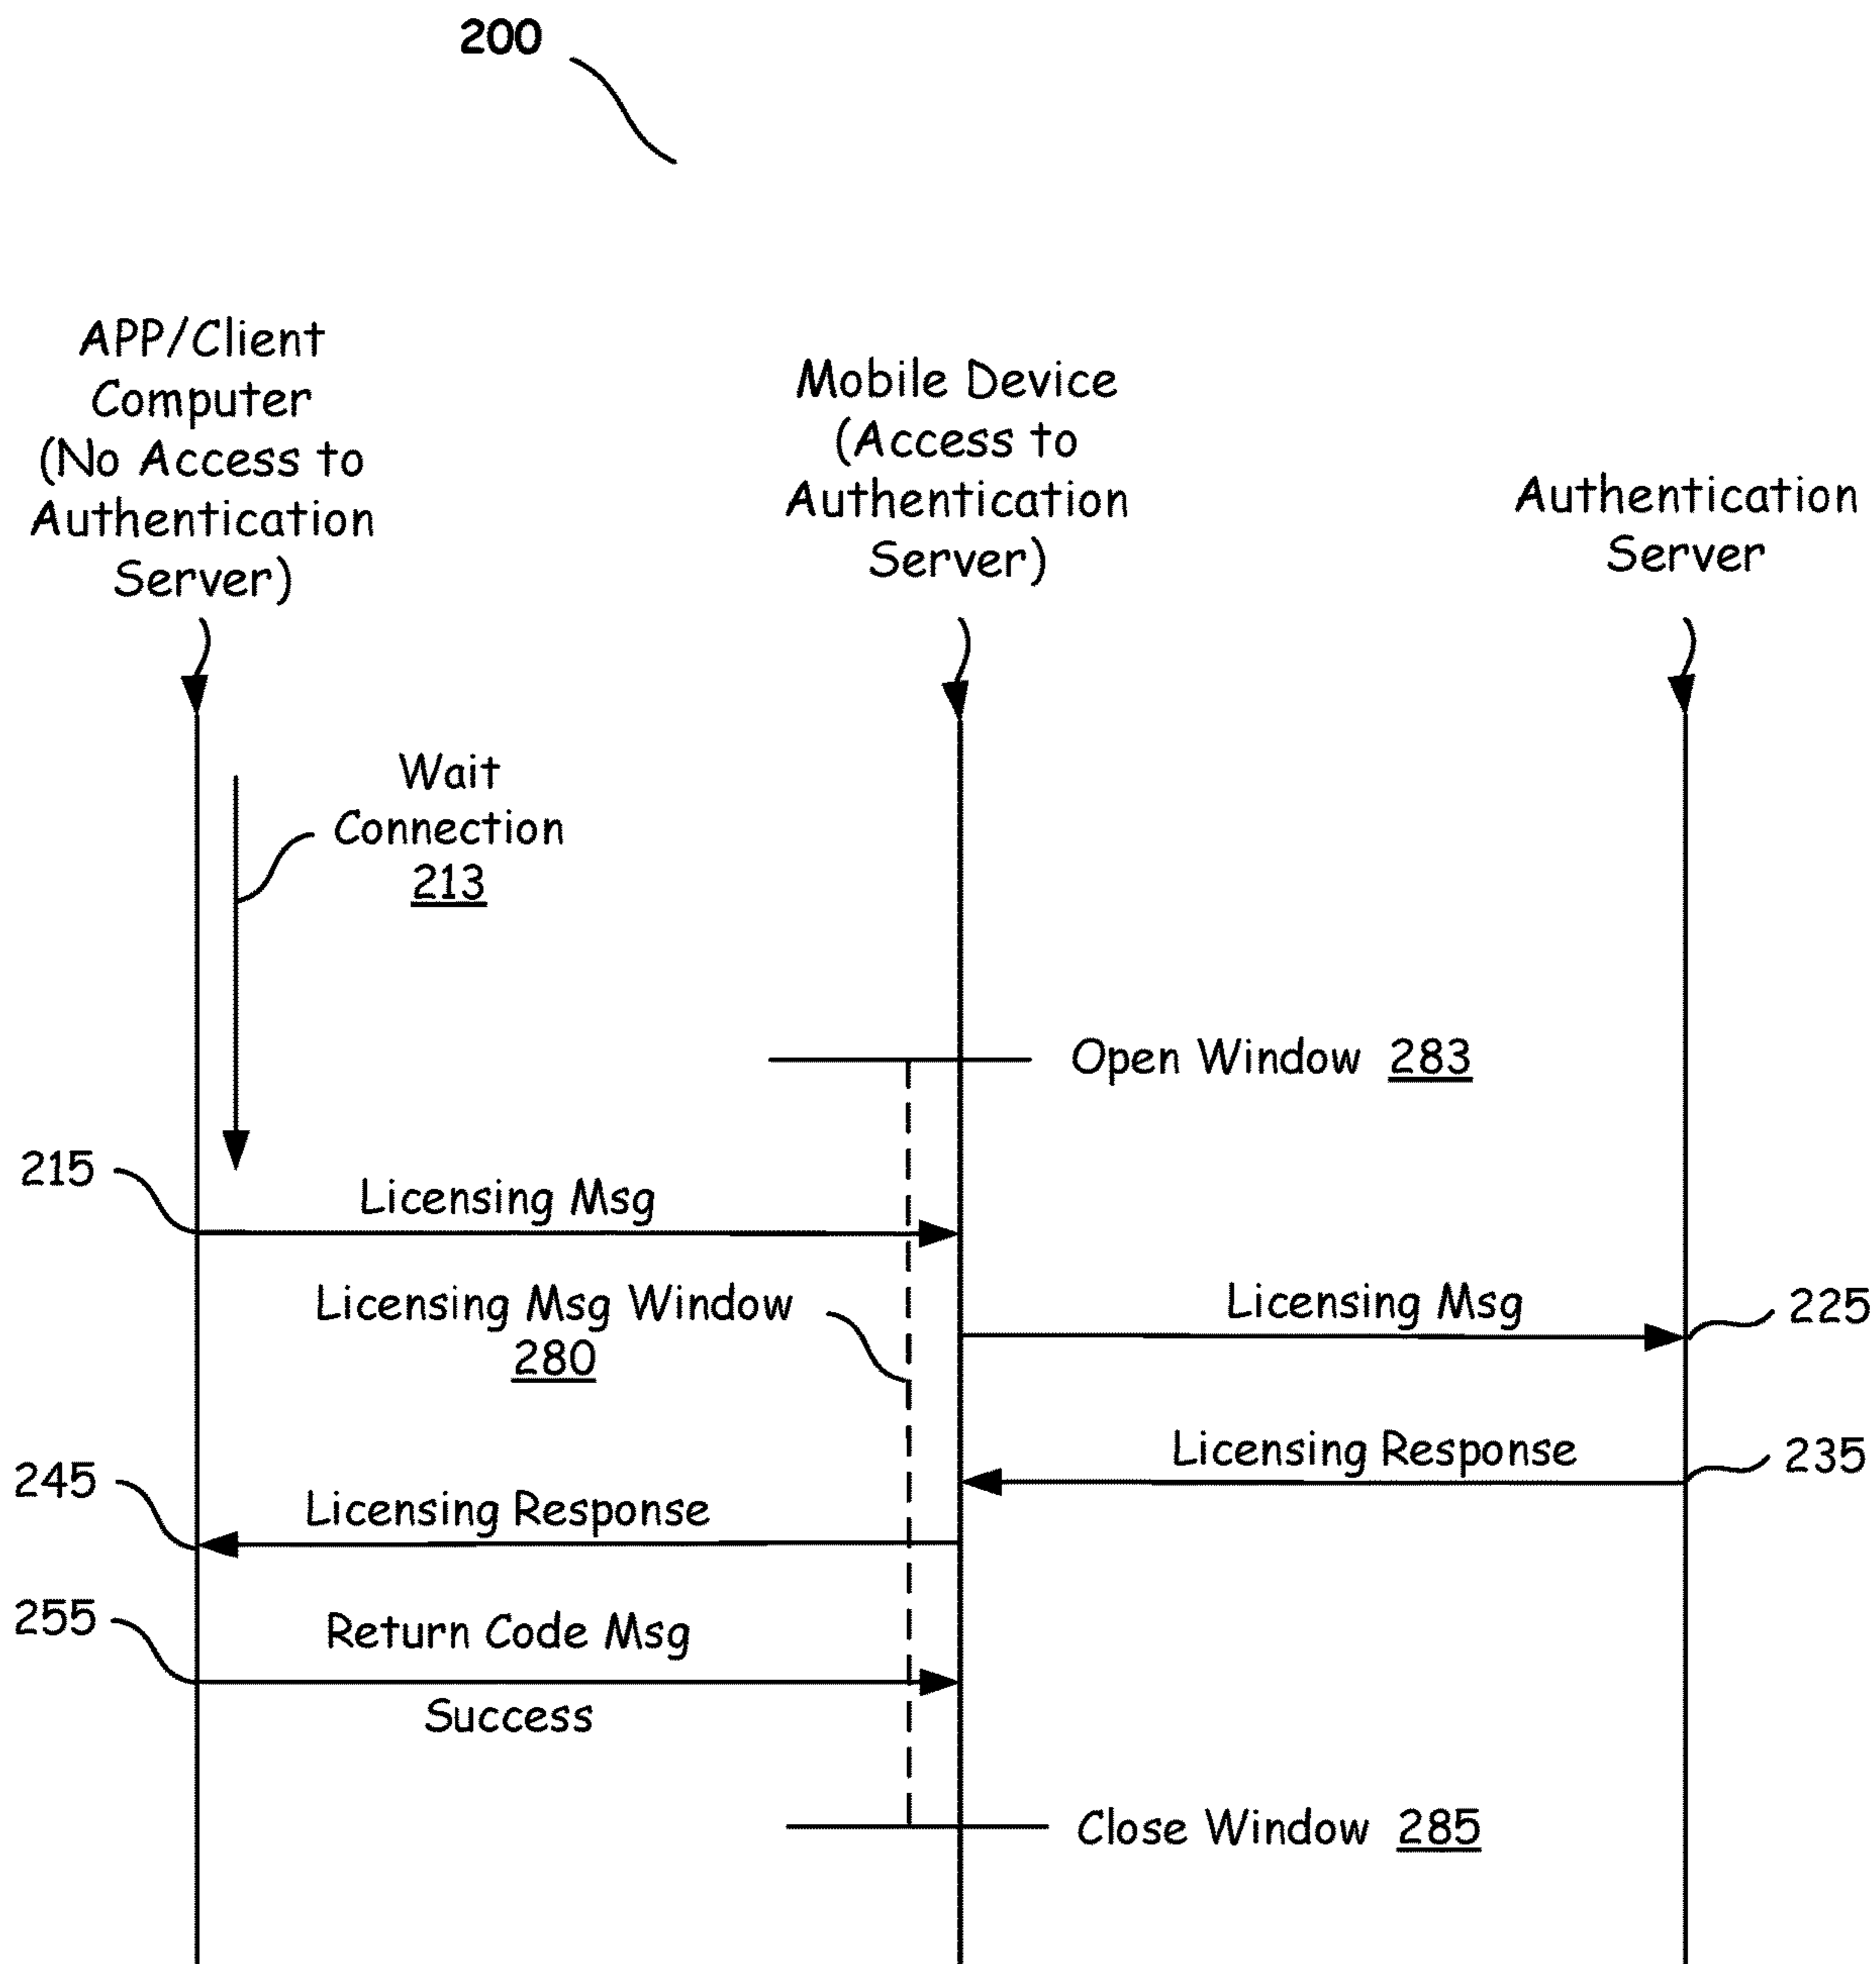 200
APP/Client
Computer
(No Access to
Authentication
Server)
Mobile Device
(Access to
Authentication
Server)
Authentication
Server
Wait
Connection
213
Open Window 283
215
Licensing Msg
Licensing Msg Window
280
Licensing Msg
225
Licensing Response
235
245
Licensing Response
255
Return Code Msg
Success
Close Window 285